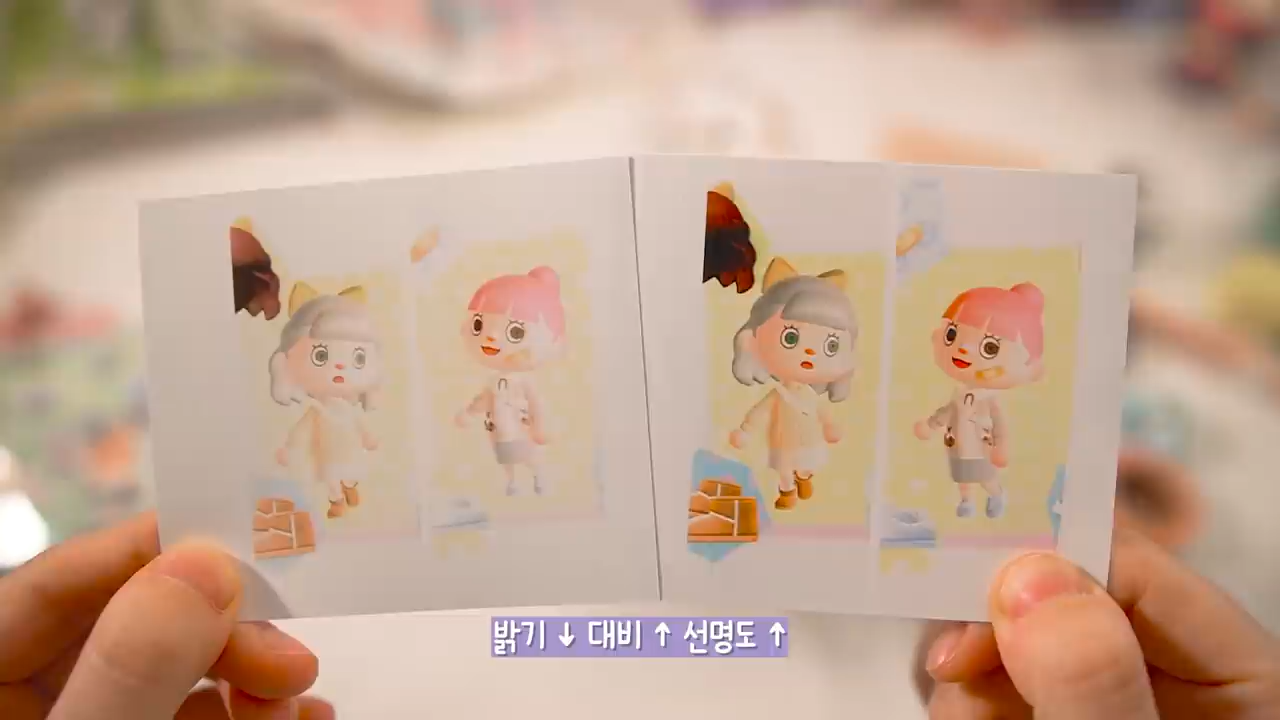 밝기 ↓ 대비 ↑ 선명도 ↑